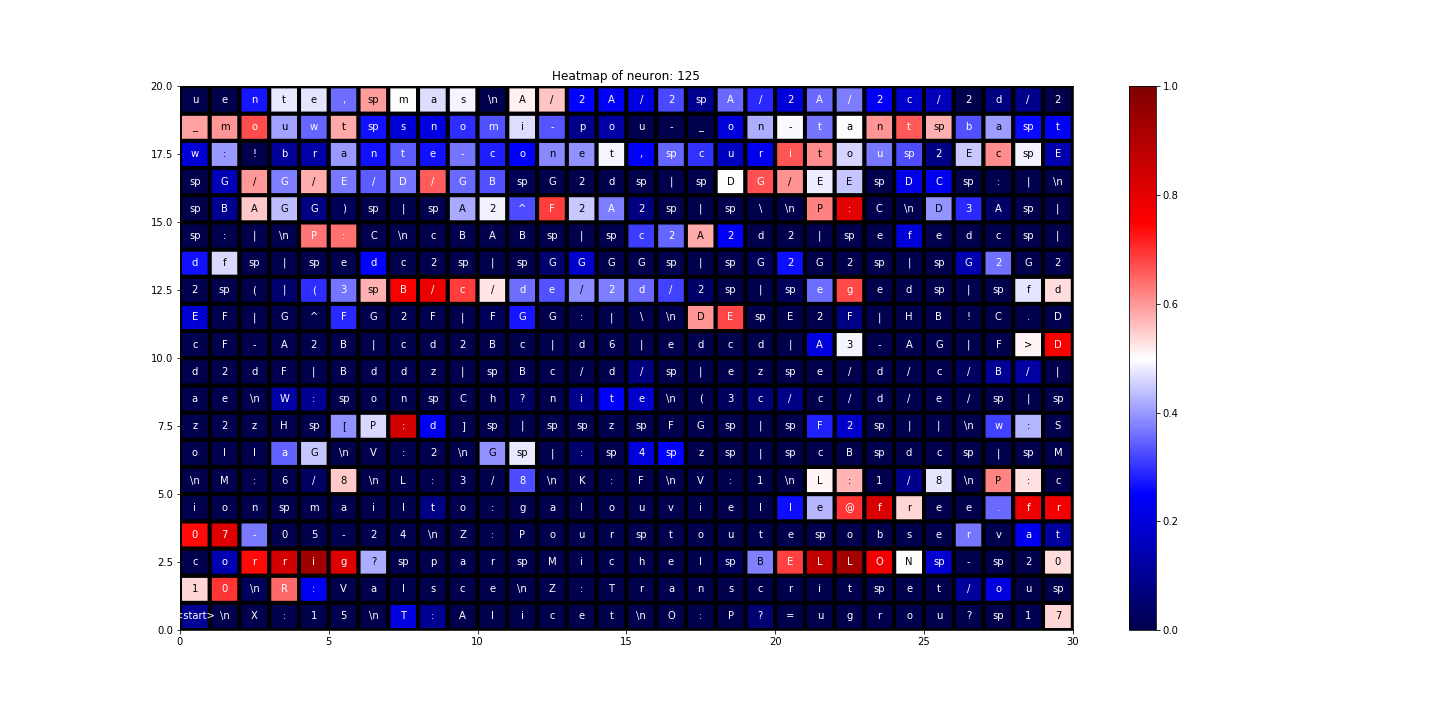 Heatmap of neuron: 125
20.0 u e n t e , sp m a s \n A / 2 A / 2 sp A / 2 A / 2 c / 2 d / 2
_ m o u w t sp s n o m i - p o u - _ o n - t a n t sp b a sp t
17.5 w : ! b r a n t e - c o n e t , sp c u r i t o u sp 2 E c sp E
sp G / G / E / D / G B sp G 2 d sp | sp D G / E E sp D C sp : | \n
15.0 sp B A G G ) sp | sp A 2 ^ F 2 A 2 sp | sp \ \n P : C \n D 3 A sp |
sp : | \n P : C \n c B A B sp | sp c 2 A 2 d 2 | sp e f e d c sp |
d f sp | sp e d c 2 sp | sp G G G G sp | sp G 2 G 2 sp | sp G 2 G 2
12.5 2 sp ( | ( 3 sp B / c / d e / 2 d / 2 sp | sp e g e d sp | sp f d
E F | G ^ F G 2 F | F G G : | \ \n D E sp E 2 F | H B ! C . D
10.0 c F - A 2 B | c d 2 B c | d 6 | e d c d | A 3 - A G | F > D
d 2 d F | B d d z | sp B c / d / sp | e z sp e / d / c / B / |
a e \n W : sp o n sp C h ? n i t e \n ( 3 c / c / d / e / sp | sp
7.5 z 2 z H sp [ P : d ] sp | sp sp z sp F G sp | sp F 2 sp | | \n w : S
o l l a G \n V : 2 \n G sp | : sp 4 sp z sp | sp c B sp d c sp | sp M
5.0 \n M : 6 / 8 \n L : 3 / 8 \n K : F \n V : 1 \n L : 1 / 8 \n P : c
i o n sp m a i l t o : g a l o u v i e l l e @ f r e e . f r
0 7 - 0 5 - 2 4 \n Z : P o u r sp t o u t e sp o b s e r v a t
2.5 c o r r i g ? sp p a r sp M i c h e l sp B E L L O N sp - sp 2 0
1 0 \n R : V a l s c e \n Z : T r a n s c r i t sp e t / o u sp
0.0 <start> \n X : 1 5 \n T : A l i c e t \n O : P ? = u g r o u ? sp 1 7
0 5 10 15 20 25 30
1.0
0.8
0.6
0.4
0.2
0.0